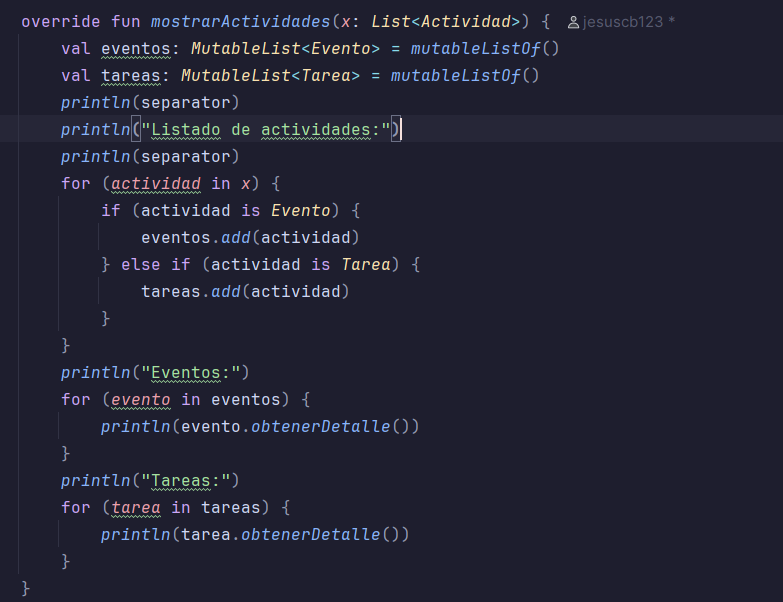 override fun mostrarActividades(x: List<Actividad>) { jesuscb123 *
    val eventos: MutableList<Evento> = mutableListOf()
    val tareas: MutableList<Tarea> = mutableListOf()
    println(separator)
    println("Listado de actividades:")
    println(separator)
    for (actividad in x) {
        if (actividad is Evento) {
            eventos.add(actividad)
        } else if (actividad is Tarea) {
            tareas.add(actividad)
        }
    }
    println("Eventos:")
    for (evento in eventos) {
        println(evento.obtenerDetalle())
    }
    println("Tareas:")
    for (tarea in tareas) {
        println(tarea.obtenerDetalle())
    }
}